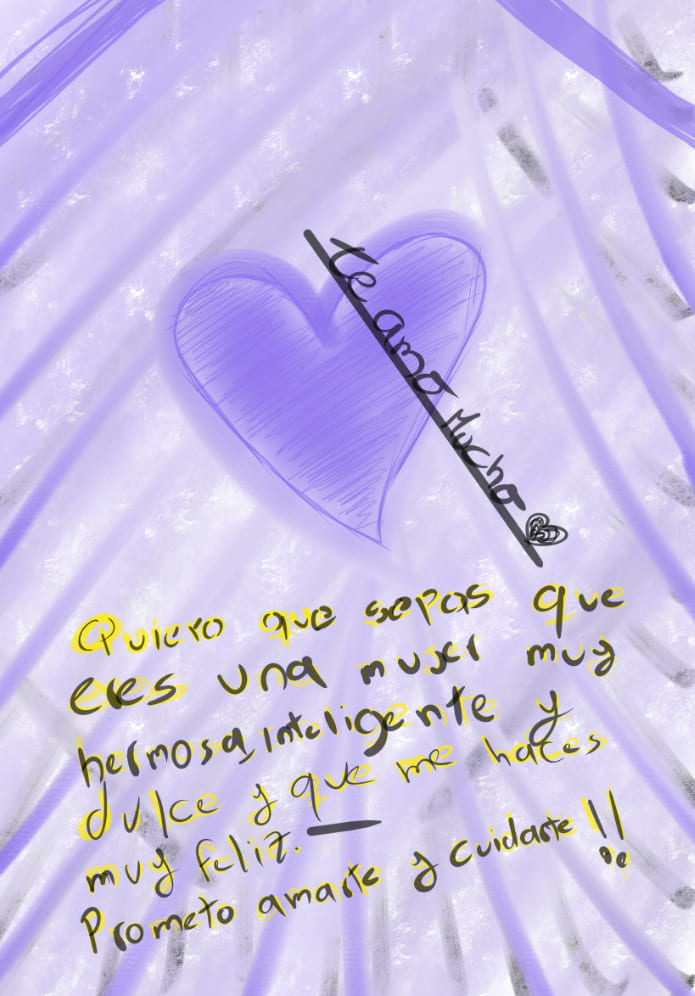 Te amo Mucho
Quiero que sepas que
eres una mujer muy
hermosa, inteligente y
dulce y que me haces
muy feliz.
Prometo amarte y cuidarte!!